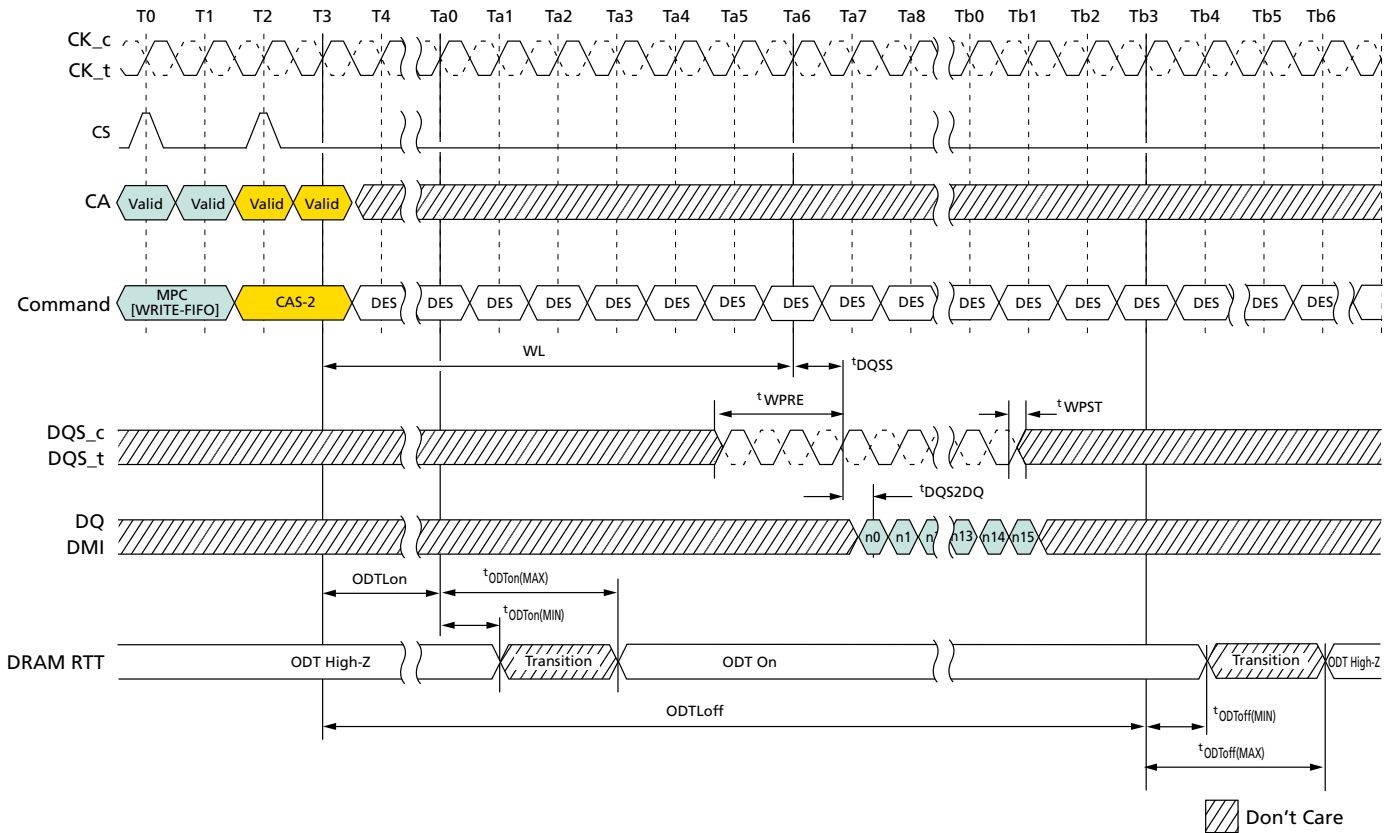 T0 T1 T2 T3 T4 Ta0 Ta1 Ta2 Ta3 Ta4 Ta5 Ta6 Ta7 Ta8 Tb0 Tb1 Tb2 Tb3 Tb4 Tb5 Tb6
CK_c
CK_t
CS
CA Valid Valid Valid Valid
Command MPC [WRITE-FIFO] CAS-2 DES DES DES DES DES DES DES DES DES DES DES DES DES DES DES DES DES
WL
tDQSS
tWPRE
tWPST
DQS_c
DQS_t
tDQS2DQ
DQ
DMI
n0 n1 n13 n14 n15
ODTLon
tODTon(MAX)
tODTon(MIN)
DRAM RTT ODT High-Z Transition ODT On Transition ODT High-Z
ODTLoff
tODToff(MIN)
tODToff(MAX)
Don't Care